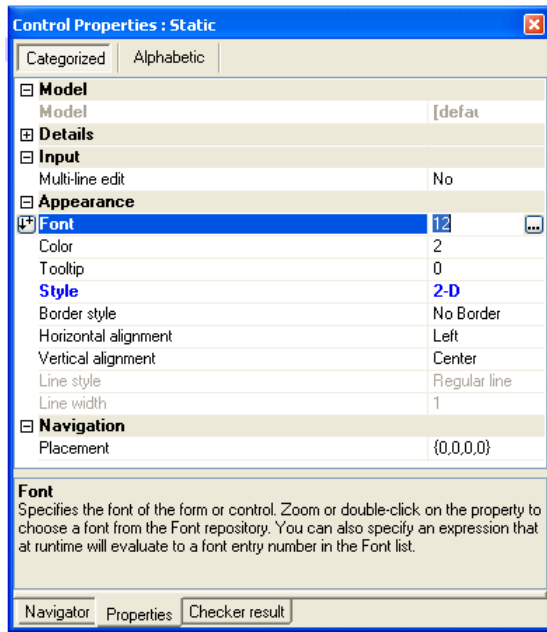 Control Properties : Static
Categorized Alphabetic
Model
Model [defau
Details
Input
Multi-line edit No
Appearance
Font 12 ...
Color 2
Tooltip 0
Style 2-D
Border style No Border
Horizontal alignment Left
Vertical alignment Center
Line style Regular line
Line width 1
Navigation
Placement {0,0,0,0}
Font
Specifies the font of the form or control. Zoom or double-click on the property to
choose a font from the Font repository. You can also specify an expression that
at runtime will evaluate to a font entry number in the Font list.
Navigator Properties Checker result